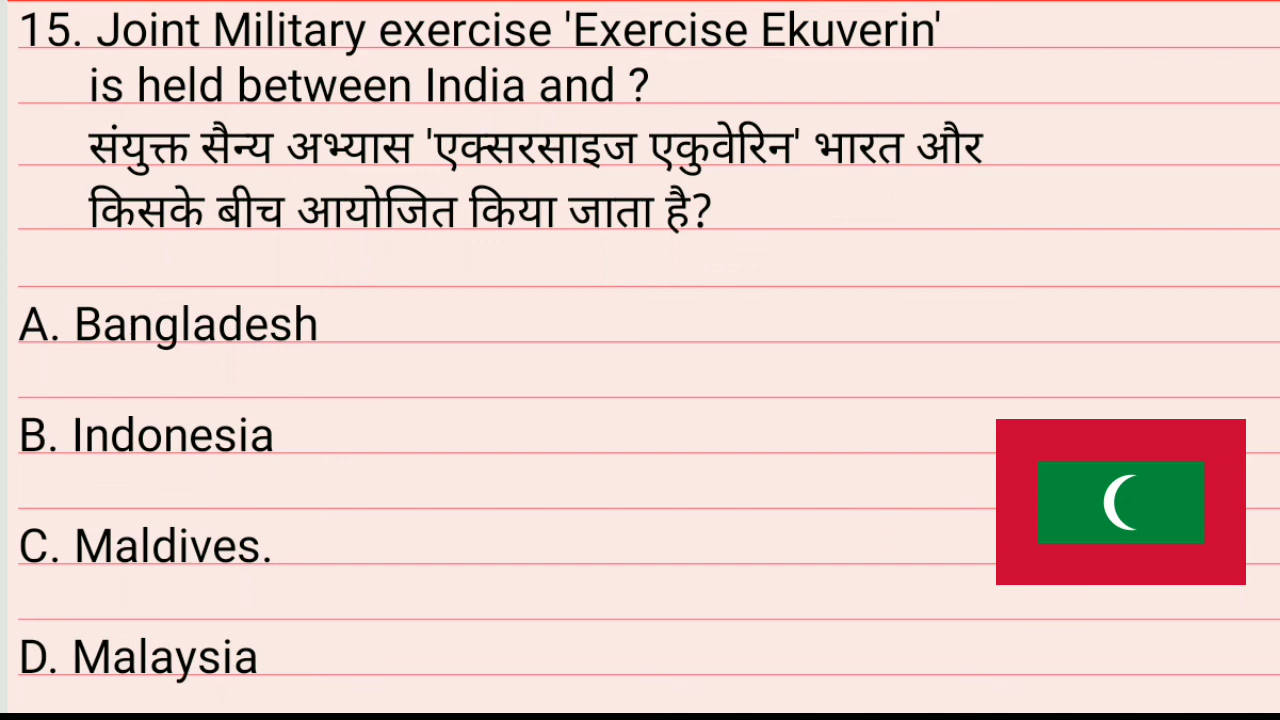 15. Joint Military exercise 'Exercise Ekuverin'
is held between India and ?
संयुक्त सैन्य अभ्यास 'एक्सरसाइज एकुवेरिन' भारत और
किसके बीच आयोजित किया जाता है?
A. Bangladesh
B. Indonesia
C. Maldives.
D. Malaysia